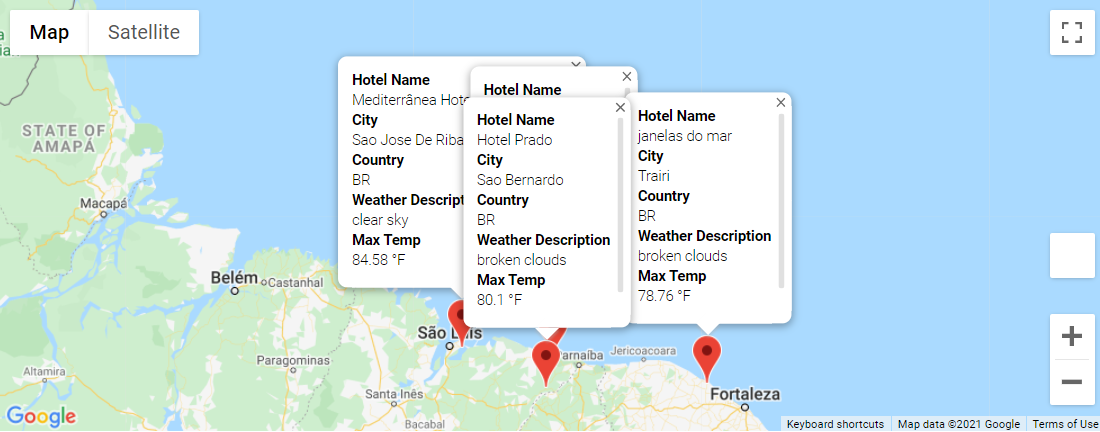 Map
Satellite
Hotel Name
Mediterrânea Hote
City
Sao Jose De Riba
Country
BR
Weather Descript
clear sky
Max Temp
84.58 °F
Hotel Name
Hotel Name
Hotel Prado
City
Sao Bernardo
Country
BR
Weather Description
broken clouds
Max Temp
80.1 °F
Hotel Name
janelas do mar
City
Trairi
Country
BR
Weather Description
broken clouds
Max Temp
78.76 °F
STATE OF
AMAPÁ
Macapá
Belém
Castanhal
São Luís
Parnaíba
Jericoacoara
Paragominas
Altamira
Santa Inês
Bacabal
Fortaleza
Google
Keyboard shortcuts
Map data ©2021 Google
Terms of Use